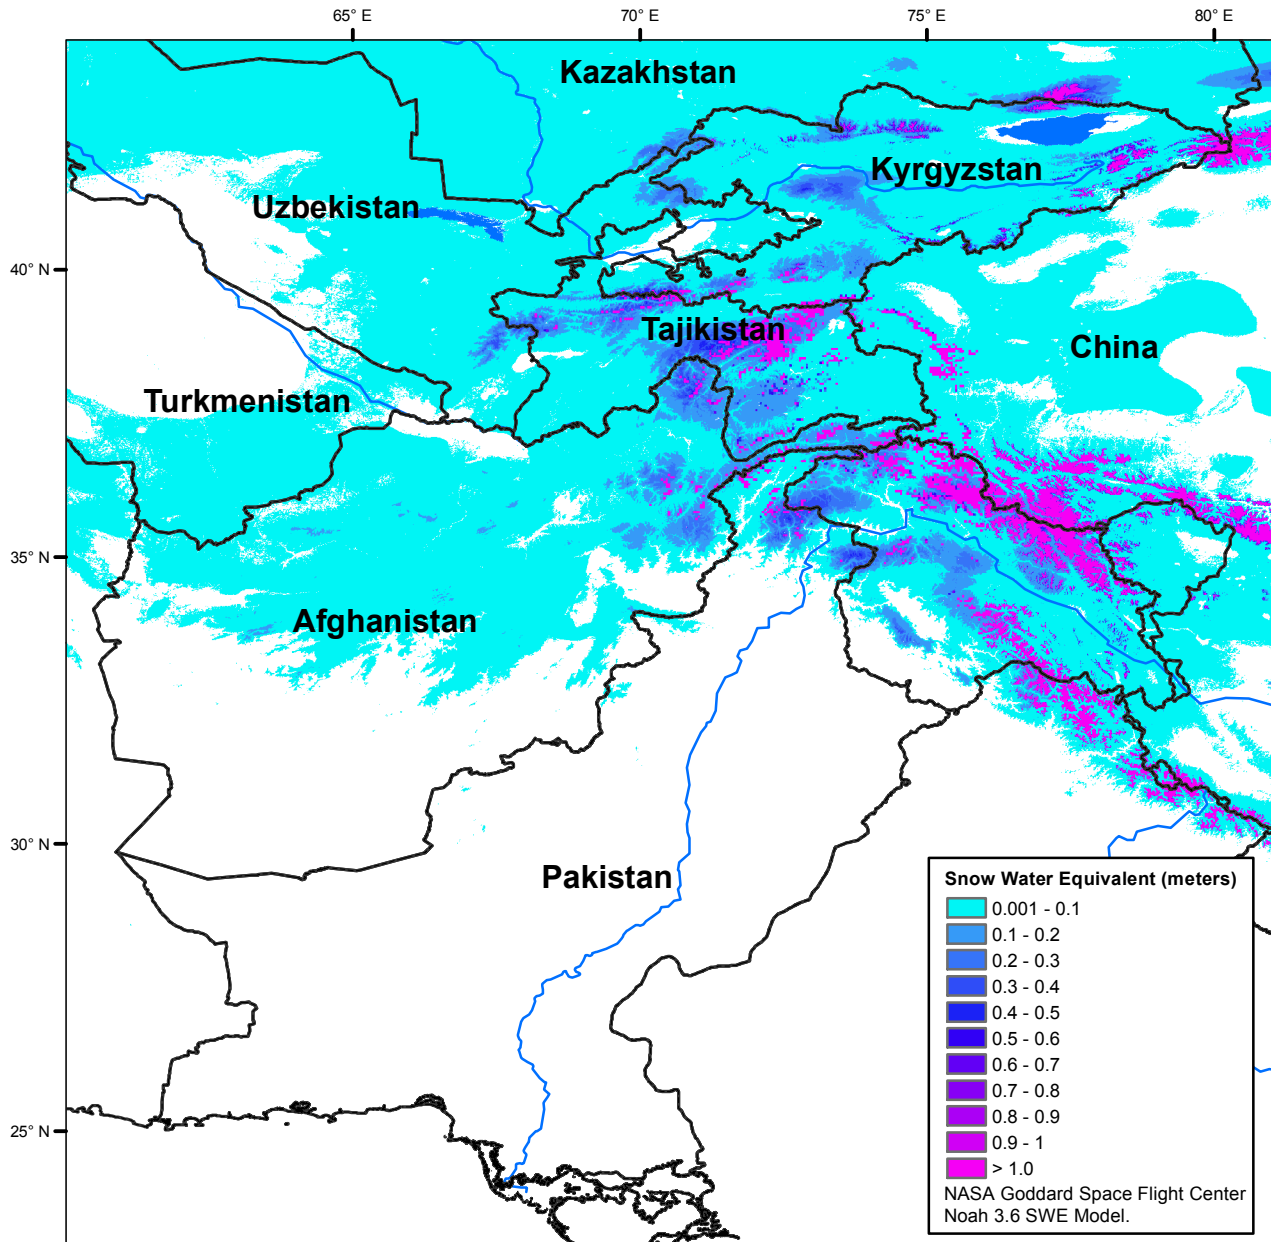 65° E
70° E
75° E
80° E
Kazakhstan
Kyrgyzstan
Uzbekistan
40° N
Tajikistan
China
Turkmenistan
35° N
Afghanistan
30° N
Pakistan
25° N
Snow Water Equivalent (meters)
0.001 - 0.1
0.1 - 0.2
0.2 - 0.3
0.3 - 0.4
0.4 - 0.5
0.5 - 0.6
0.6 - 0.7
0.7 - 0.8
0.8 - 0.9
0.9 - 1
> 1.0
NASA Goddard Space Flight Center
Noah 3.6 SWE Model.